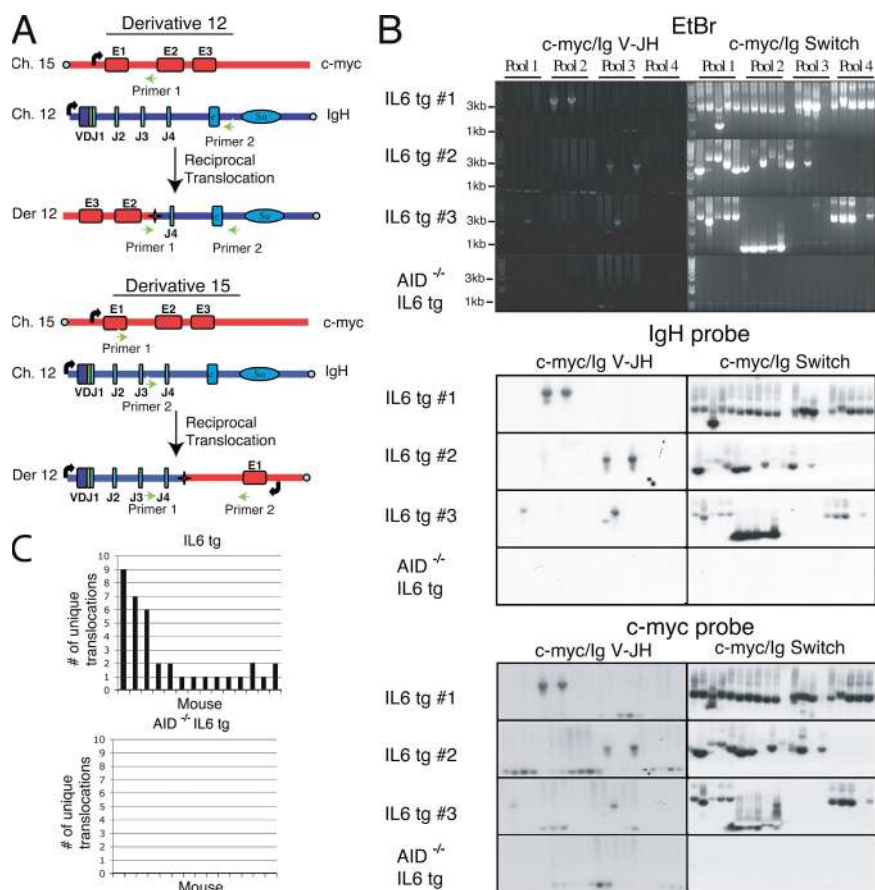 A
Derivative 12
E1
E2
E3
Ch. 15
c-myc
Primer 1
Ch. 12
IgH
VDJ1
J2
J3
J4
e
Su
Primer 2
Reciprocal
Translocation
E3
E2
Der 12
J4
e
Su
Primer 1
Primer 2
Derivative 15
E1
E2
E3
Ch. 15
c-myc
Primer 1
Ch. 12
IgH
VDJ1
J2
J3
J4
e
Su
Primer 2
Reciprocal
Translocation
E1
Der 12
VDJ1
J2
J3
J4
Primer 1
Primer 2
C
IL6 tg
# of unique
translocations
10
9
8
7
6
5
4
3
2
1
0
Mouse
AID -/- IL6 tg
# of unique
translocations
10
9
8
7
6
5
4
3
2
1
0
Mouse
B
EtBr
c-myc/Ig V-JH
c-myc/Ig Switch
Pool 1
Pool 2
Pool 3
Pool 4
Pool 1
Pool 2
Pool 3
Pool 4
IL6 tg #1
3kb
1kb
IL6 tg #2
3kb
1kb
IL6 tg #3
3kb
1kb
AID -/-
IL6 tg
3kb
1kb
IgH probe
c-myc/Ig V-JH
c-myc/Ig Switch
IL6 tg #1
IL6 tg #2
IL6 tg #3
AID -/-
IL6 tg
c-myc probe
c-myc/Ig V-JH
c-myc/Ig Switch
IL6 tg #1
IL6 tg #2
IL6 tg #3
AID -/-
IL6 tg